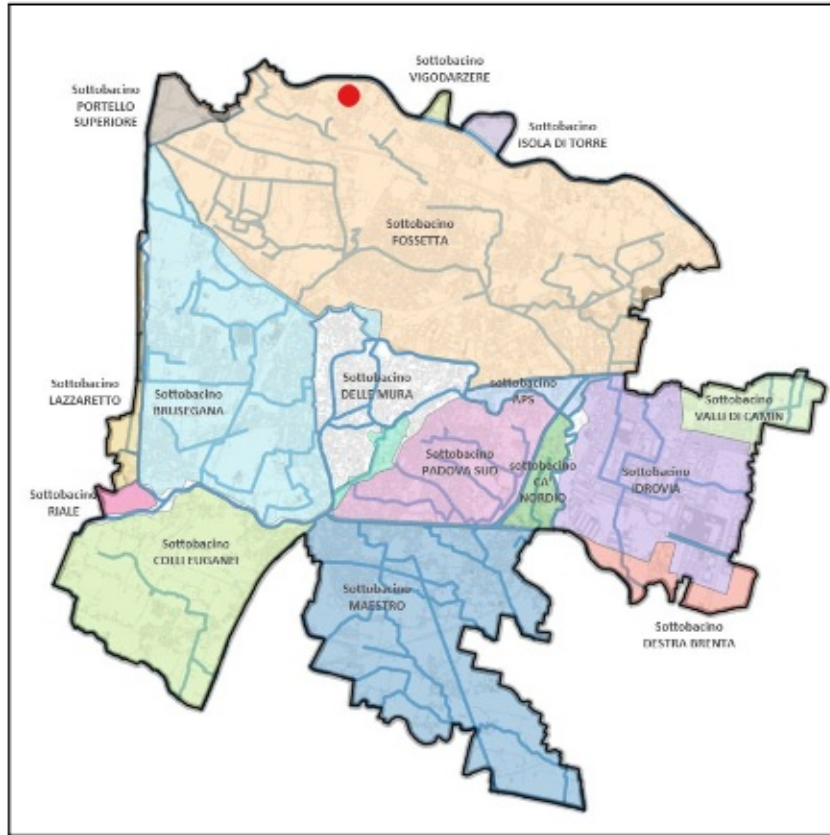 Sottobacino
VIGODARZERE
Sottobacino
PORTELLO
SUPERIORE
Sottobacino
ISOLA DI TORRE
Sottobacino
FOSSETTA
Sottobacino
LAZZARETTO
Sottobacino
BRUSEGANA
Sottobacino
DELLE MURA
sottobacino
APS
Sottobacino
VALLI DI CAMIN
Sottobacino
PADOVA SUD
sottobacino
CA'
NORDIO
Sottobacino
IDROVIA
Sottobacino
RIALE
Sottobacino
COLLI EUGANEI
Sottobacino
MAESTRO
Sottobacino
DESTRA BRENTA